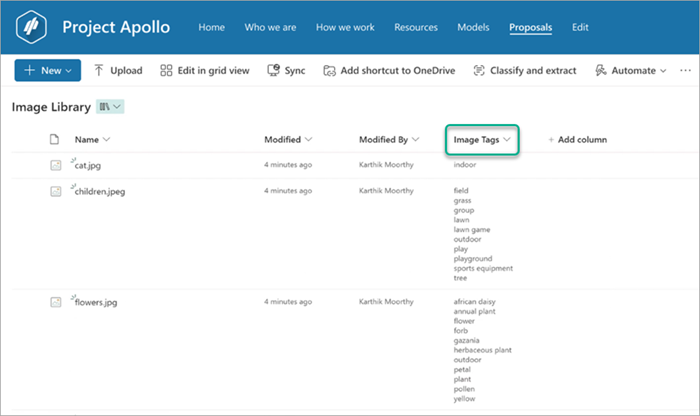 Project Apollo
Home Who we are How we work Resources Models Proposals Edit
+ New Upload Edit in grid view Sync Add shortcut to OneDrive Classify and extract Automate ...
Image Library
Name Modified Modified By Image Tags + Add column
cat.jpg 4 minutes ago Karthik Moorthy indoor
children.jpeg 4 minutes ago Karthik Moorthy field
grass
group
lawn
lawn game
outdoor
play
playground
sports equipment
tree
flowers.jpg 4 minutes ago Karthik Moorthy african daisy
annual plant
flower
forb
gazania
herbaceous plant
outdoor
petal
plant
pollen
yellow